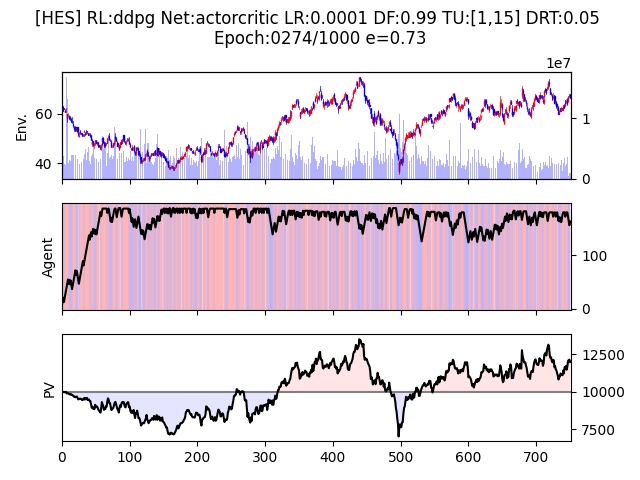 [HES] RL:ddpg Net:actorcritic LR:0.0001 DF:0.99 TU:[1,15] DRT:0.05
Epoch:0274/1000 e=0.73
1e7
Env.
60
40
1
0
Agent
100
0
PV
12500
10000
7500
0 100 200 300 400 500 600 700